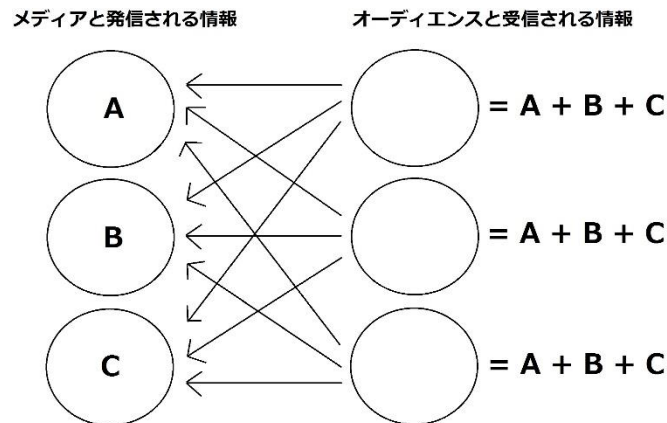 メディアと発信される情報
オーディエンスと受信される情報
A
= A + B + C
B
= A + B + C
C
= A + B + C